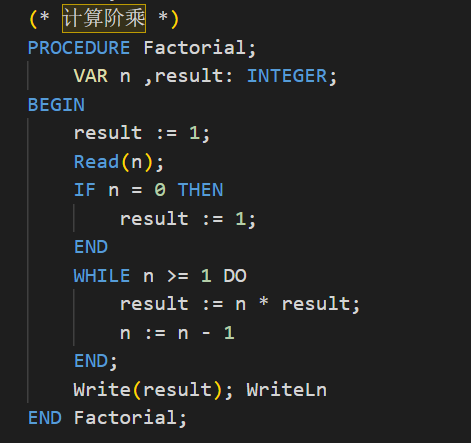 (* 计算阶乘 *)
PROCEDURE Factorial;
    VAR n ,result: INTEGER;
BEGIN
    result := 1;
    Read(n);
    IF n = 0 THEN
        result := 1;
    END
    WHILE n >= 1 DO
        result := n * result;
        n := n - 1
    END;
    Write(result); WriteLn
END Factorial;